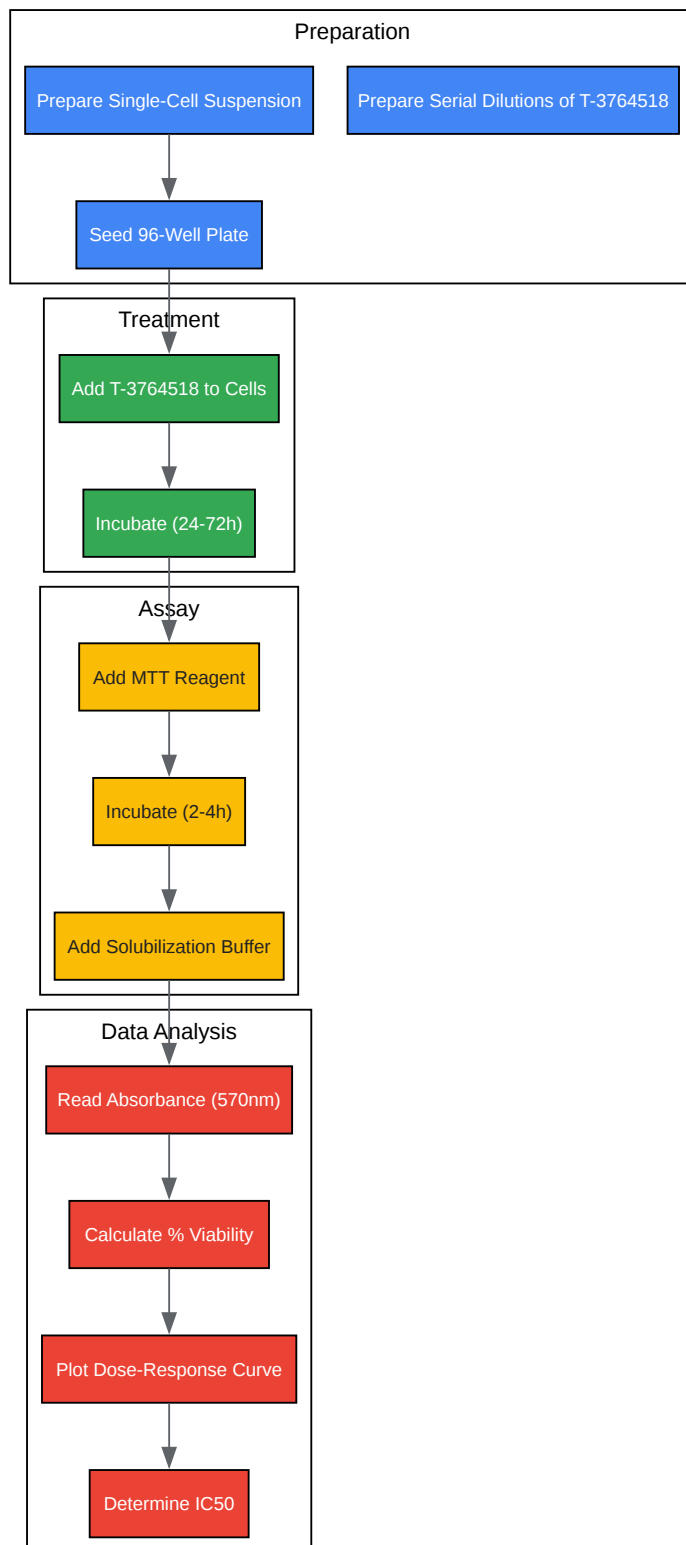 Preparation
Prepare Single-Cell Suspension
Prepare Serial Dilutions of T-3764518
Seed 96-Well Plate
Treatment
Add T-3764518 to Cells
Incubate (24-72h)
Assay
Add MTT Reagent
Incubate (2-4h)
Add Solubilization Buffer
Data Analysis
Read Absorbance (570nm)
Calculate % Viability
Plot Dose-Response Curve
Determine IC50